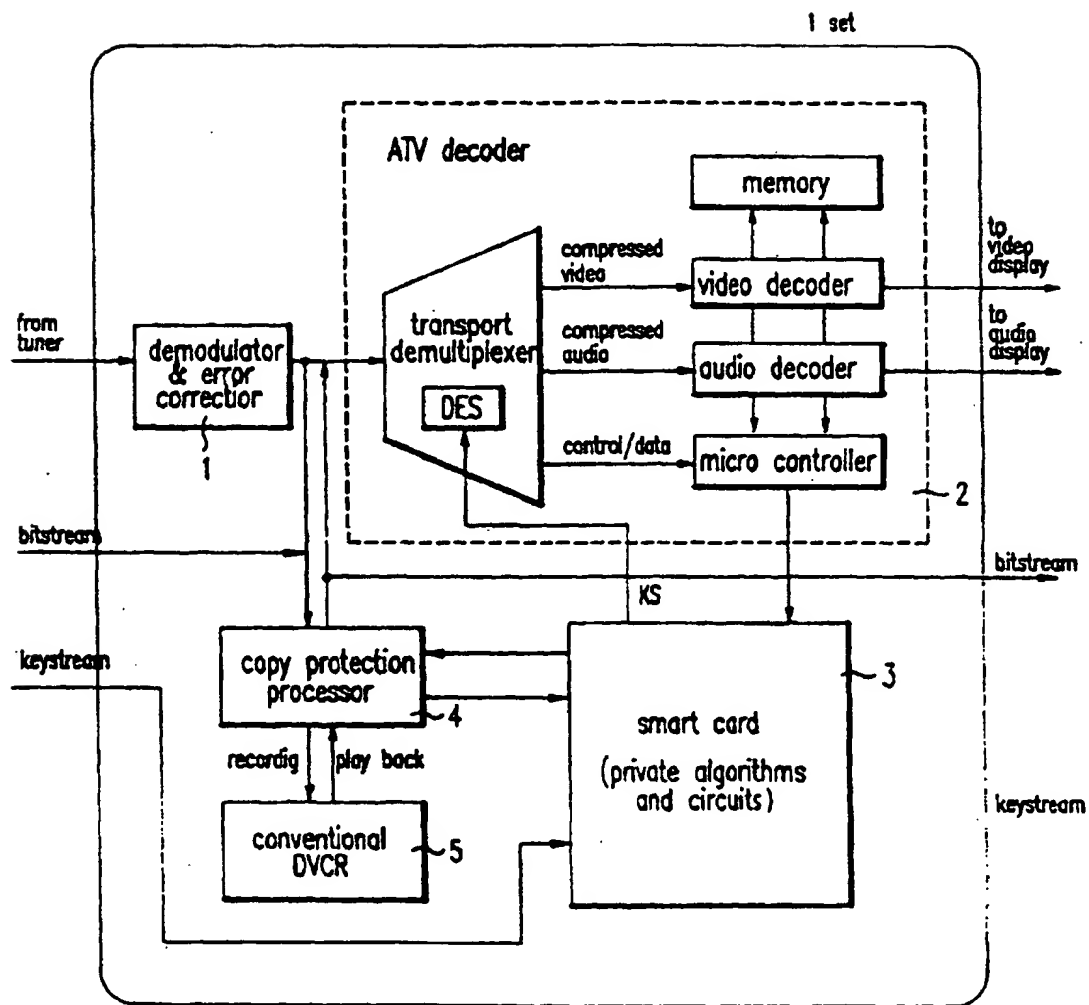 1 set
ATV decoder
memory
compressed
video
video decoder
to
video
display
from
tuner
demodulator
& error
correction
1
transport
demultiplexer
DES
compressed
audio
audio decoder
to
audio
display
control/data
micro controller
2
bitstream
bitstream
KS
keystream
copy protection
processor
4
3
smart card
(private algorithms
and circuits)
recordig
play back
conventional
DVCR
5
keystream